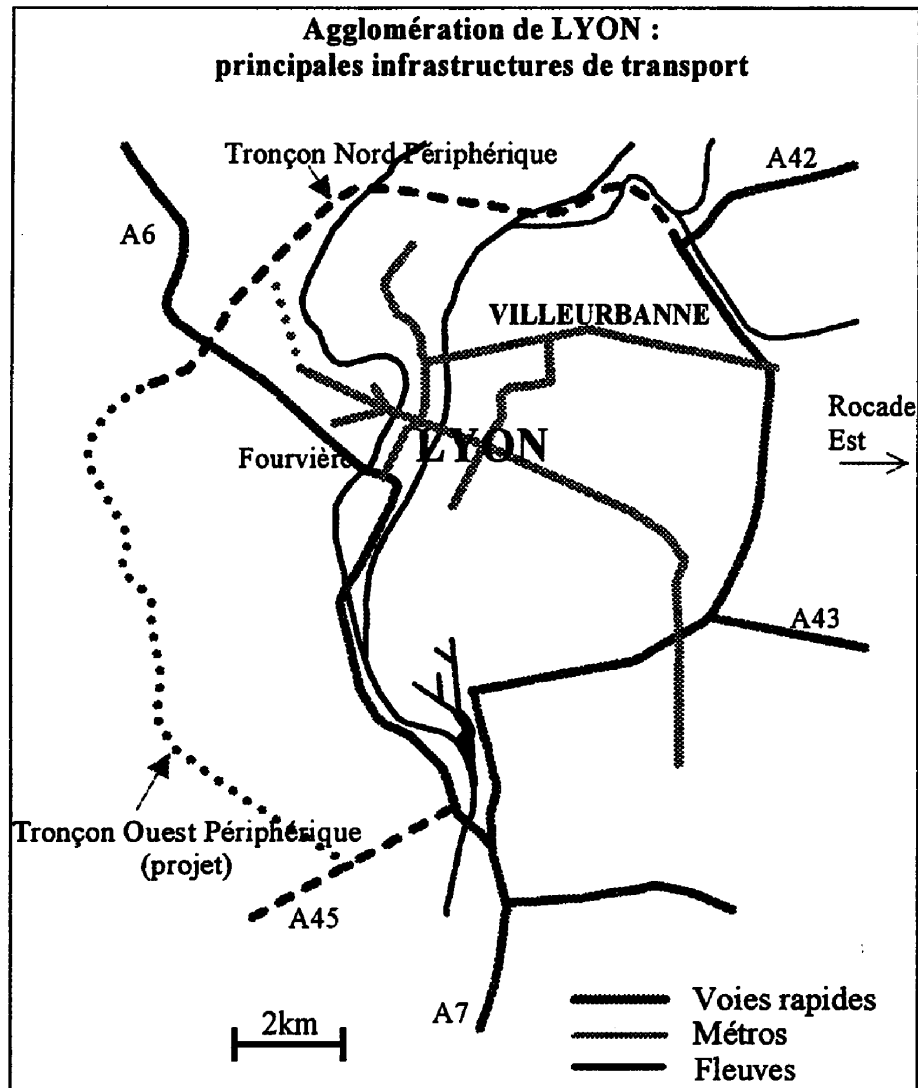 Agglomération de LYON :
principales infrastructures de transport
Tronçon Nord Périphérique
A42
A6
VILLEURBANNE
Rocade
Est
LYON
Fourvière
A43
Tronçon Ouest Périphérique
(projet)
A45
A7
2km
Voies rapides
Métros
Fleuves